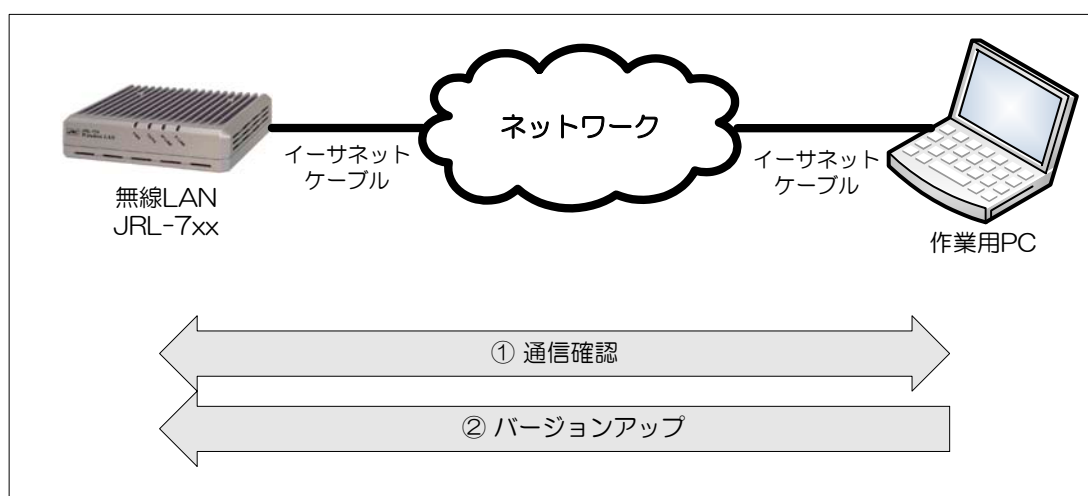 ネットワーク
イーサネット
ケーブル
イーサネット
ケーブル
無線LAN
JRL-7xx
作業用PC
① 通信確認
② バージョンアップ